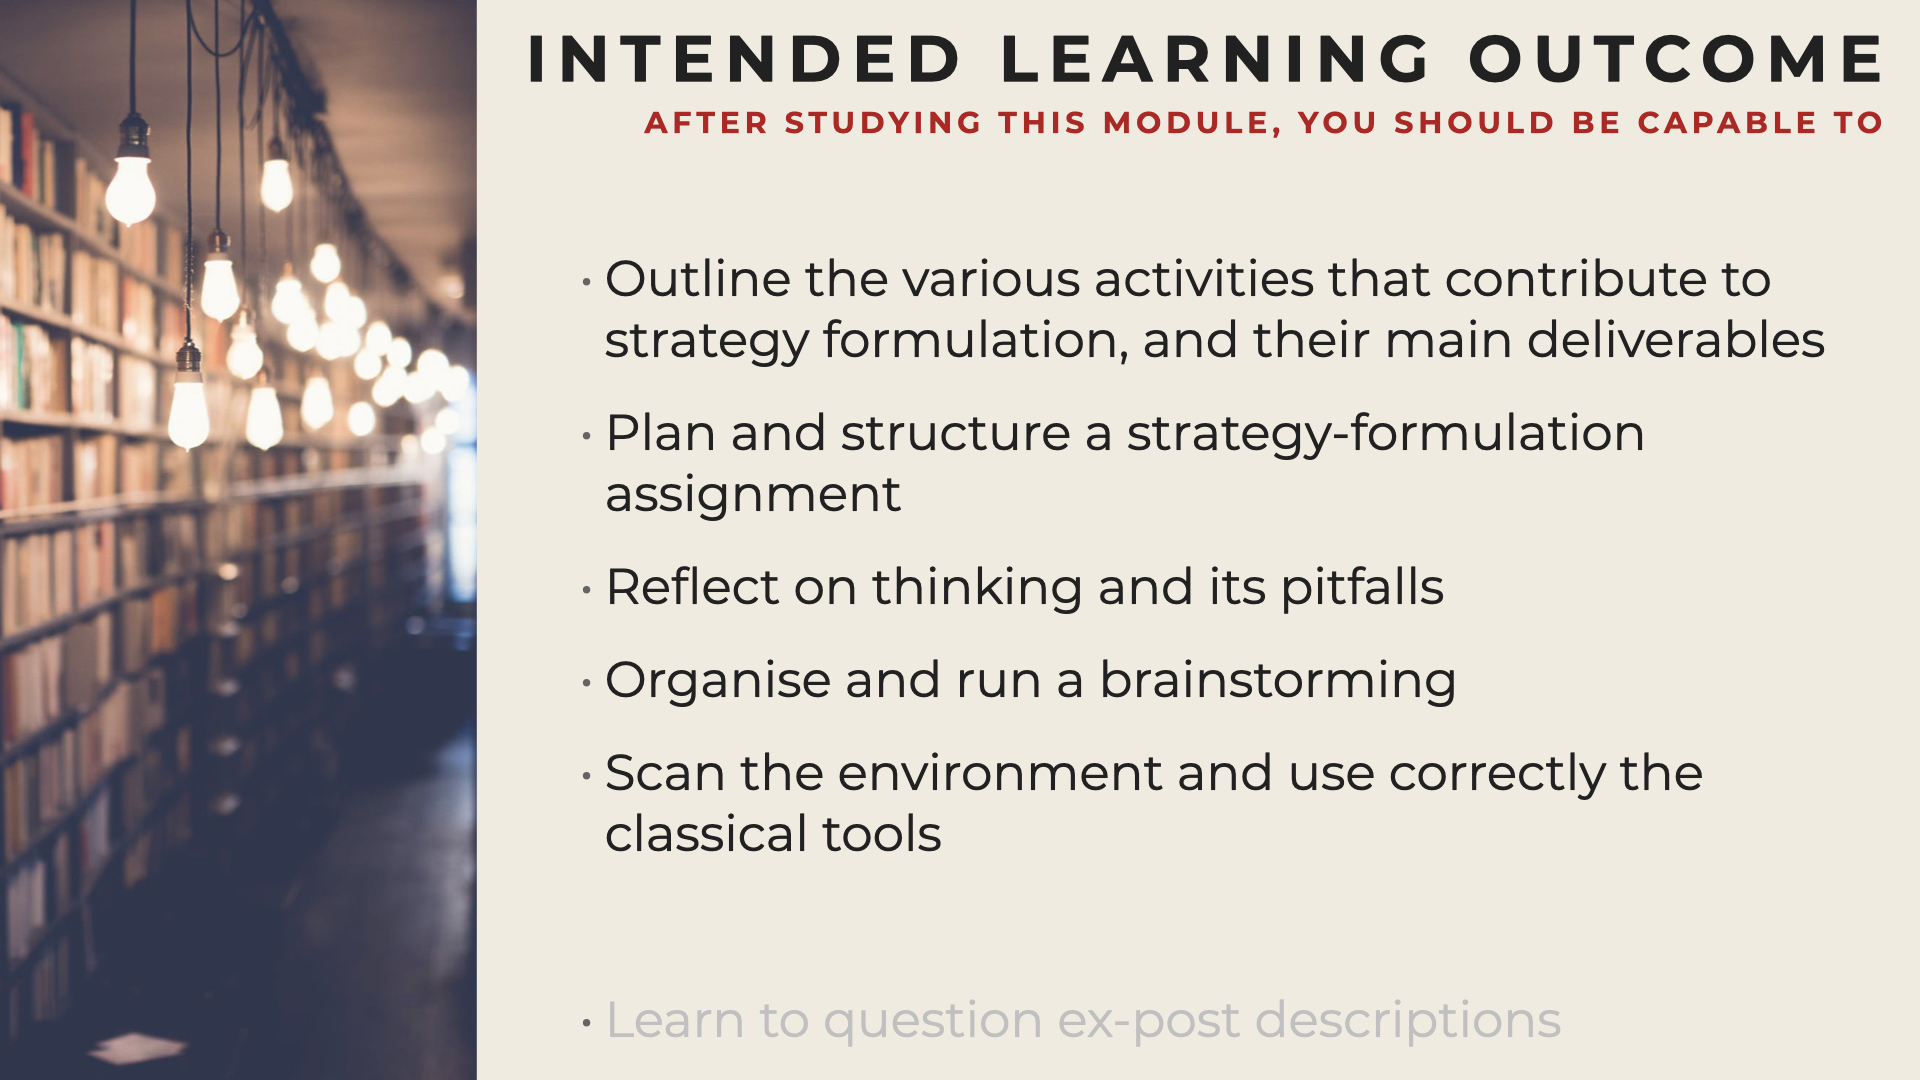 INTENDED LEARNING OUTCOME
AFTER STUDYING THIS MODULE, YOU SHOULD BE CAPABLE TO
• Outline the various activities that contribute to
strategy formulation, and their main deliverables
• Plan and structure a strategy-formulation
assignment
• Reflect on thinking and its pitfalls
• Organise and run a brainstorming
• Scan the environment and use correctly the
classical tools
• Learn to question ex-post descriptions